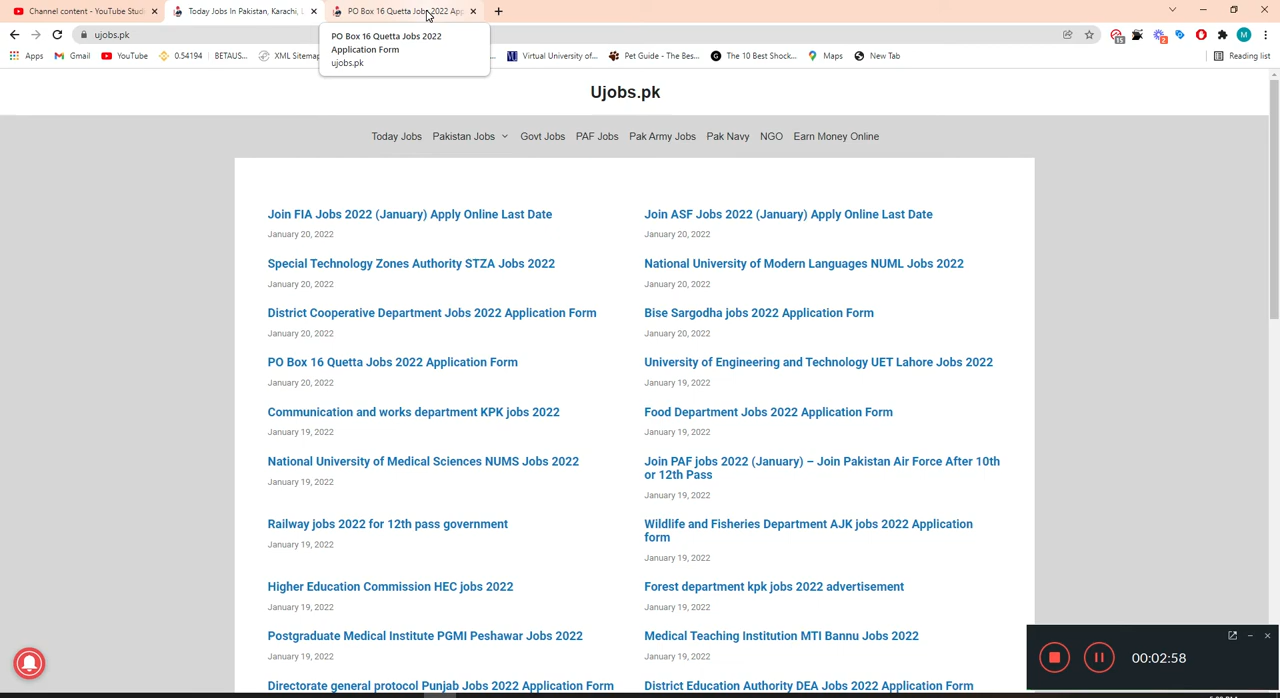 Channel content - YouTube Studi
Today Jobs In Pakistan, Karachi, L
PO Box 16 Quetta Jobs 2022 App
ujobs.pk
PO Box 16 Quetta Jobs 2022
Application Form
ujobs.pk
Apps
Gmail
YouTube
0.54194
BETAUS...
XML Sitemap
Virtual University of...
Pet Guide - The Bes...
The 10 Best Shock...
Maps
New Tab
Reading list
Ujobs.pk
Today Jobs Pakistan Jobs Govt Jobs PAF Jobs Pak Army Jobs Pak Navy NGO Earn Money Online
Join FIA Jobs 2022 (January) Apply Online Last Date
January 20, 2022
Join ASF Jobs 2022 (January) Apply Online Last Date
January 20, 2022
Special Technology Zones Authority STZA Jobs 2022
January 20, 2022
National University of Modern Languages NUML Jobs 2022
January 20, 2022
District Cooperative Department Jobs 2022 Application Form
January 20, 2022
Bise Sargodha jobs 2022 Application Form
January 20, 2022
PO Box 16 Quetta Jobs 2022 Application Form
January 20, 2022
University of Engineering and Technology UET Lahore Jobs 2022
January 19, 2022
Communication and works department KPK jobs 2022
January 19, 2022
Food Department Jobs 2022 Application Form
January 19, 2022
National University of Medical Sciences NUMS Jobs 2022
January 19, 2022
Join PAF jobs 2022 (January) – Join Pakistan Air Force After 10th
or 12th Pass
January 19, 2022
Railway jobs 2022 for 12th pass government
January 19, 2022
Wildlife and Fisheries Department AJK jobs 2022 Application
form
January 19, 2022
Higher Education Commission HEC jobs 2022
January 19, 2022
Forest department kpk jobs 2022 advertisement
January 19, 2022
Postgraduate Medical Institute PGMI Peshawar Jobs 2022
January 19, 2022
Medical Teaching Institution MTI Bannu Jobs 2022
January 19, 2022
Directorate general protocol Punjab Jobs 2022 Application Form
District Education Authority DEA Jobs 2022 Application Form
00:02:58